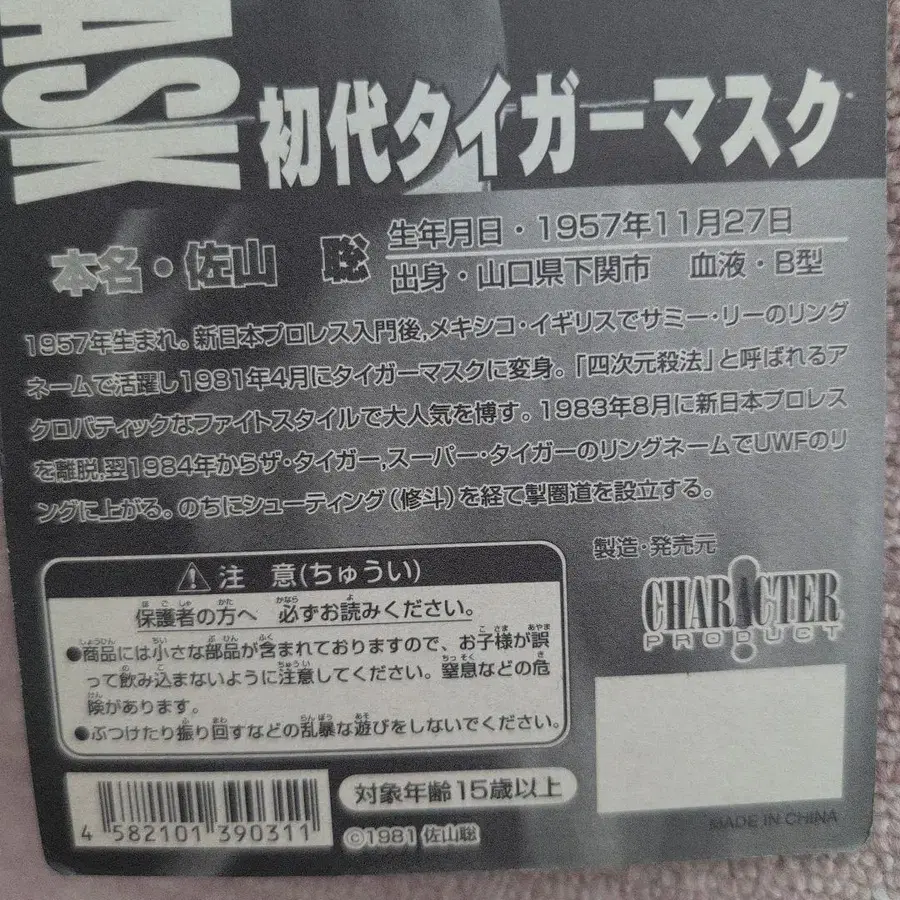 ASK
初代タイガーマスク
本名・佐山 聡
生年月日・1957年11月27日
出身・山口県下関市 血液・B型
1957年生まれ。新日本プロレス入門後,メキシコ・イギリスでサミー・リーのリング
ネームで活躍し1981年4月にタイガーマスクに変身。「四次元殺法」と呼ばれるア
クロバティックなファイトスタイルで大人気を博す。1983年8月に新日本プロレス
を離脱,翌1984年からザ・タイガー,スーパー・タイガーのリングネームでUWFのリ
ングに上がる。のちにシューティング(修斗)を経て掣圏道を設立する。
製造・発売元
CHARACTER
PRODUCT
⚠注 意(ちゅうい)
保護者の方へ 必ずお読みください。
●商品には小さな部品が含まれておりますので、お子様が誤
って飲み込まないように注意してください。窒息などの危
険があります。
●ぶつけたり振り回すなどの乱暴な遊びをしないでください。
4 582101 390311
対象年齢15歳以上
©1981 佐山聡
MADE IN CHINA